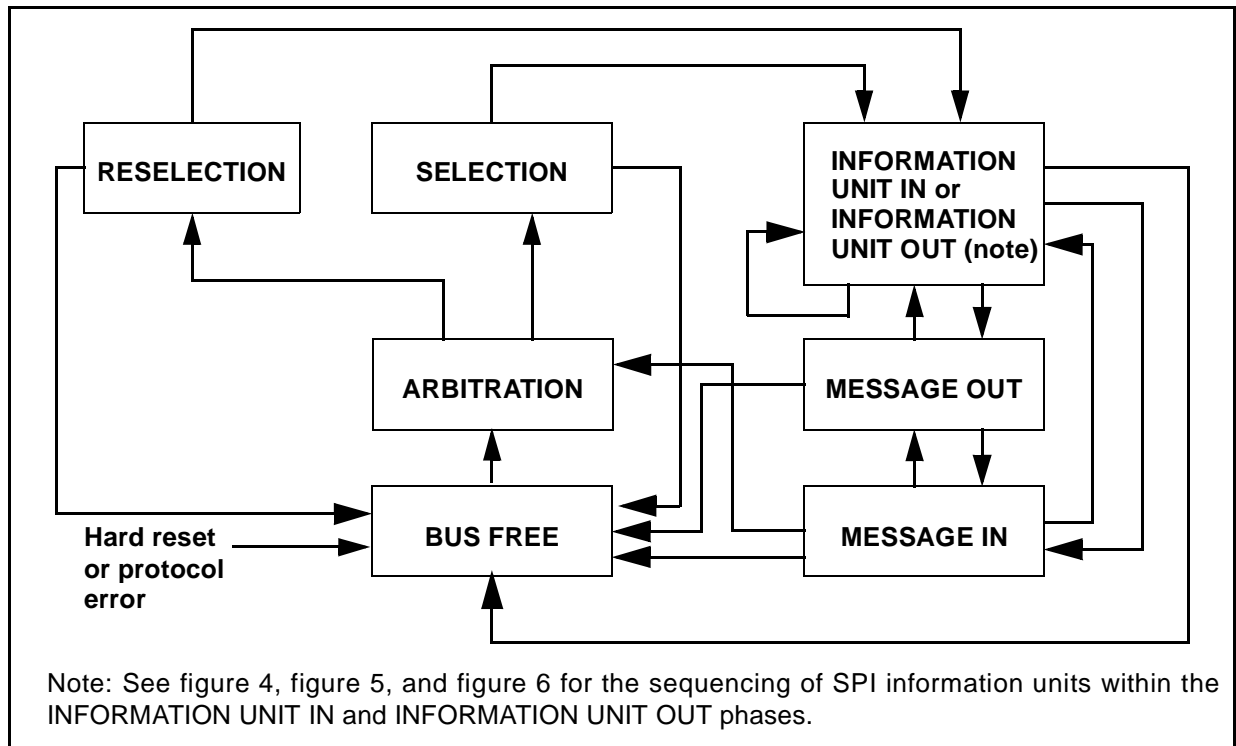 RESELECTION
SELECTION
INFORMATION
UNIT IN or
INFORMATION
UNIT OUT (note)
ARBITRATION
MESSAGE OUT
BUS FREE
MESSAGE IN
Hard reset
or protocol
error
Note: See figure 4, figure 5, and figure 6 for the sequencing of SPI information units within the
INFORMATION UNIT IN and INFORMATION UNIT OUT phases.